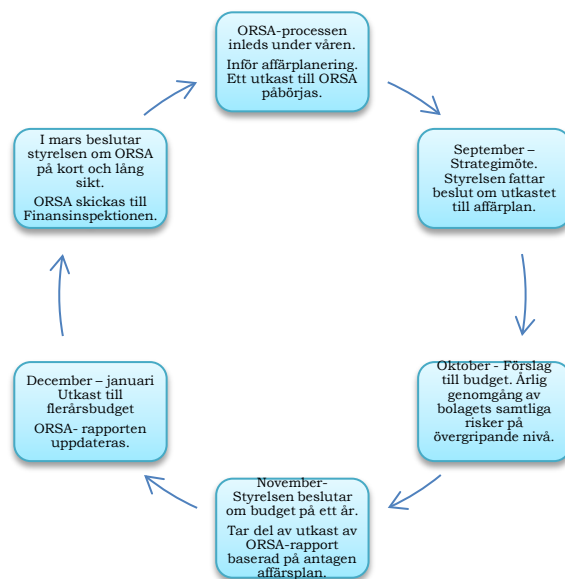 ORSA-processen
inleds under våren.
Inför affärplanering.
Ett utkast till ORSA
påbörjas.
September –
Strategimöte.
Styrelsen fattar
beslut om utkastet
till affärplan.
Oktober - Förslag
till budget. Årlig
genomgång av
bolagets samtliga
risker på
övergripande nivå.
November-
Styrelsen beslutar
om budget på ett år.
Tar del av utkast av
ORSA-rapport
baserad på antagen
affärsplan.
December – januari
Utkast till
flerårsbudget
ORSA- rapporten
uppdateras.
I mars beslutar
styrelsen om ORSA
på kort och lång
sikt.
ORSA skickas till
Finansinspektionen.